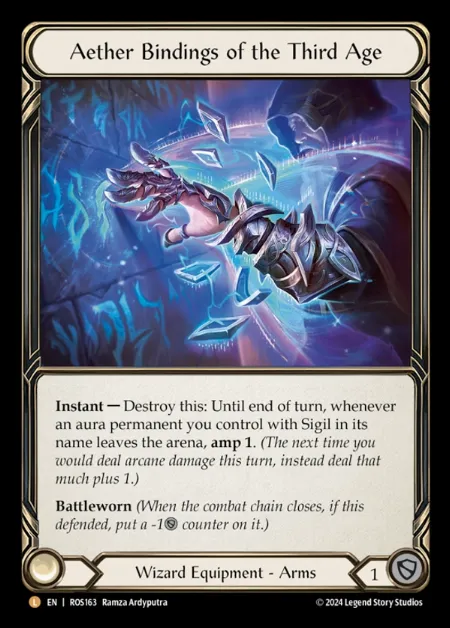 Aether Bindings of the Third Age
Instant — Destroy this: Until end of turn, whenever
an aura permanent you control with Sigil in its
name leaves the arena, amp 1. (The next time you
would deal arcane damage this turn, instead deal that
much plus 1.)
Battleworn (When the combat chain closes, if this
defended, put a -1 counter on it.)
Wizard Equipment - Arms
1
L EN | ROS163 Ramza Ardyputra
© 2024 Legend Story Studios